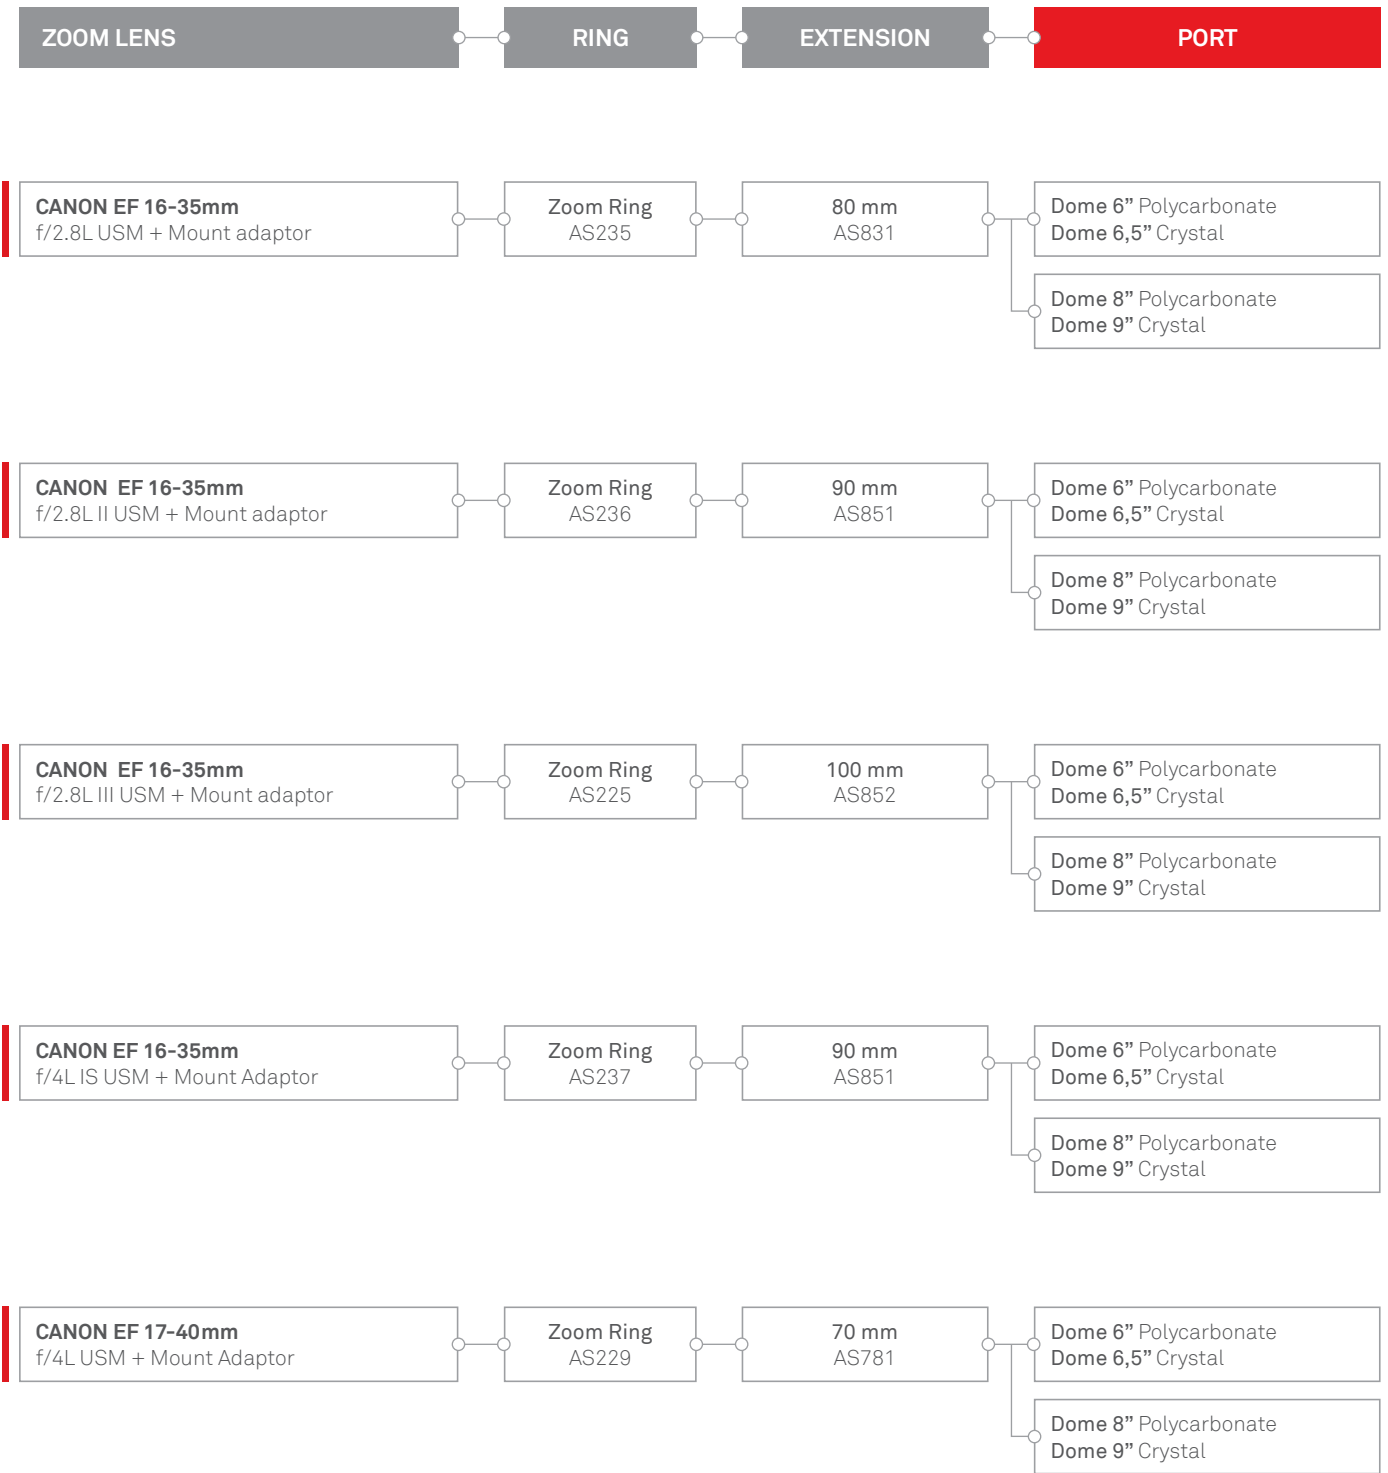 ZOOM LENS RING EXTENSION PORT
CANON EF 16-35mm
f/2.8L USM + Mount adaptor
Zoom Ring
AS235
80 mm
AS831
Dome 6” Polycarbonate
Dome 6,5” Crystal
Dome 8” Polycarbonate
Dome 9” Crystal
CANON EF 16-35mm
f/2.8L II USM + Mount adaptor
Zoom Ring
AS236
90 mm
AS851
Dome 6” Polycarbonate
Dome 6,5” Crystal
Dome 8” Polycarbonate
Dome 9” Crystal
CANON EF 16-35mm
f/2.8L III USM + Mount adaptor
Zoom Ring
AS225
100 mm
AS852
Dome 6” Polycarbonate
Dome 6,5” Crystal
Dome 8” Polycarbonate
Dome 9” Crystal
CANON EF 16-35mm
f/4L IS USM + Mount Adaptor
Zoom Ring
AS237
90 mm
AS851
Dome 6” Polycarbonate
Dome 6,5” Crystal
Dome 8” Polycarbonate
Dome 9” Crystal
CANON EF 17-40mm
f/4L USM + Mount Adaptor
Zoom Ring
AS229
70 mm
AS781
Dome 6” Polycarbonate
Dome 6,5” Crystal
Dome 8” Polycarbonate
Dome 9” Crystal